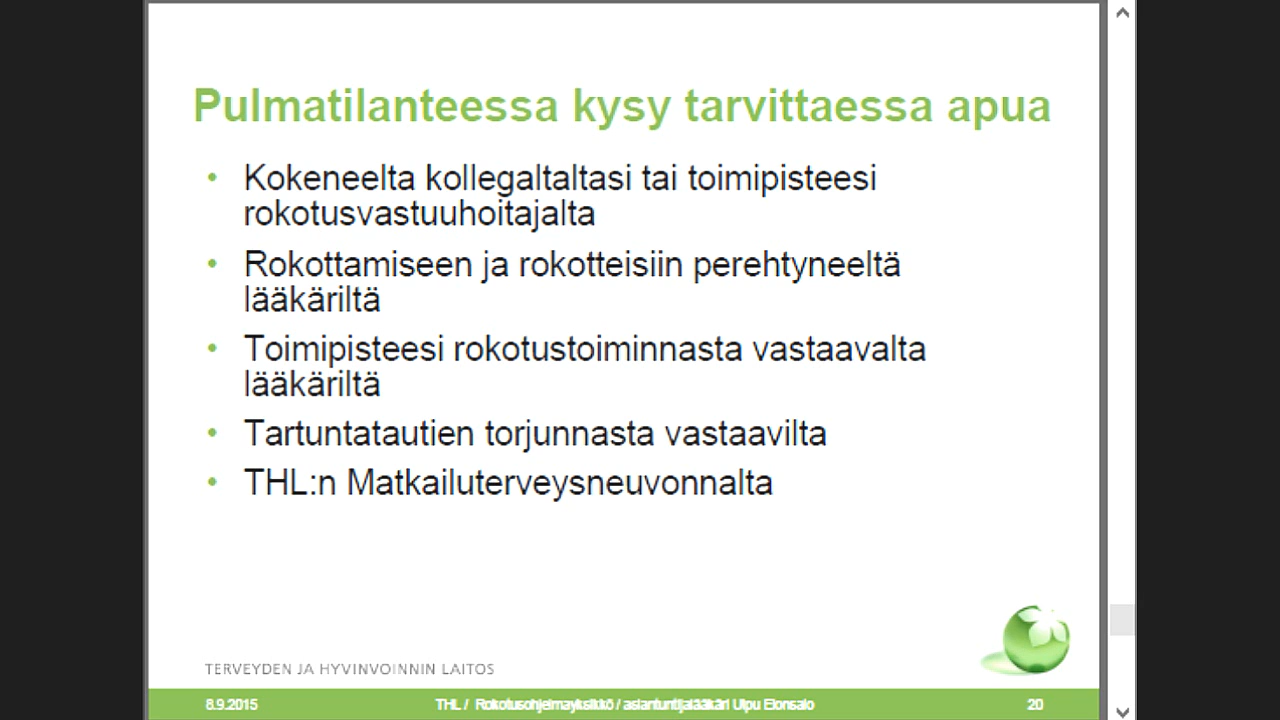 Pulmatilanteessa kysy tarvittaessa apua
• Kokeneelta kollegaltaltasi tai toimipisteesi
rokotusvastuuhoitajalta
• Rokottamiseen ja rokotteisiin perehtyneeltä
lääkäriltä
• Toimipisteesi rokotustoiminnasta vastaavalta
lääkäriltä
• Tartuntatautien torjunnasta vastaavilta
• THL:n Matkailuterveysneuvonnalta
TERVEYDEN JA HYVINVOINNIN LAITOS
8.9.2015 THL / Rokotusohjelmayksikkö / asiantuntijalääkäri Ulpu Elonsalo 20